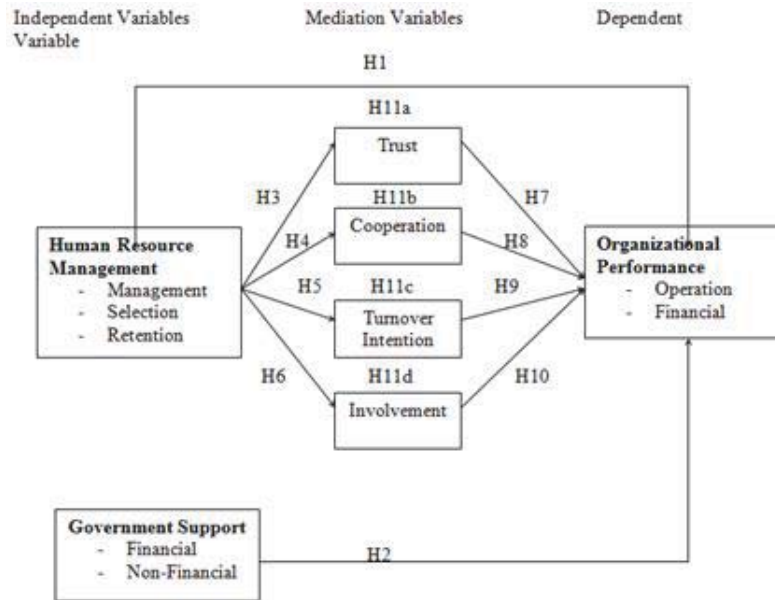 Independent Variables Mediation Variables Dependent
Variable
H1
H11a
Trust
H3 H11b H7
Human Resource
Management
- Management
- Selection
- Retention
H4 Cooperation H8
Organizational
Performance
- Operation
- Financial
H5 H11c H9
Turnover
Intention
H6 H11d H10
Involvement
Government Support
- Financial
- Non-Financial
H2